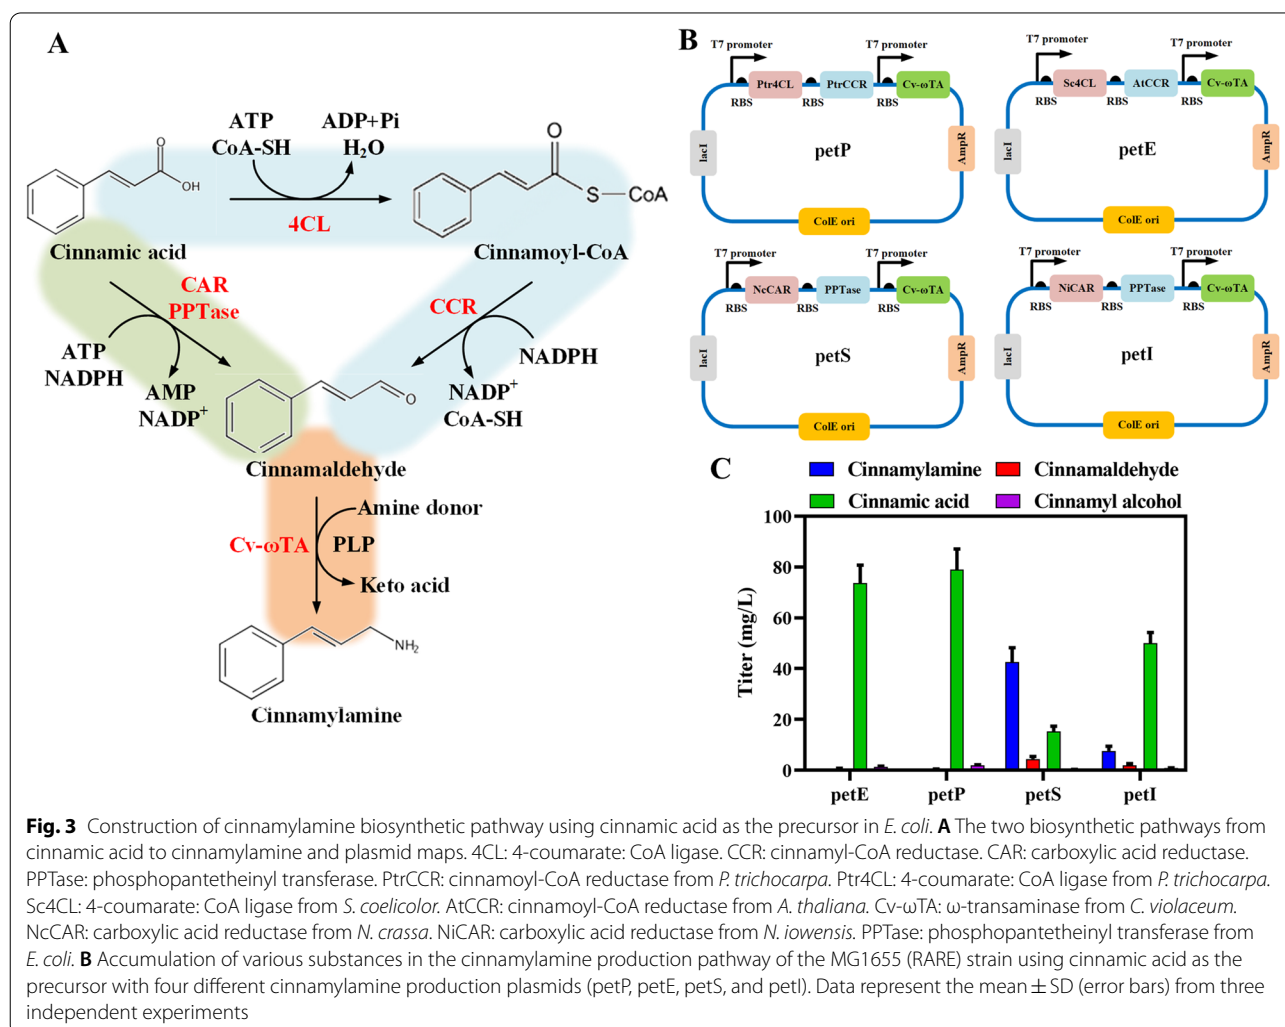 A
ATP
CoA-SH
ADP+Pi
H₂O
O
OH
O
S
CoA
4CL
Cinnamic acid
Cinnamoyl-CoA
CAR
PPTase
CCR
ATP
NADPH
AMP
NADP⁺
NADPH
NADP⁺
CoA-SH
O
Cinnamaldehyde
Amine donor
Cv-ωTA
PLP
Keto acid
NH₂
Cinnamylamine
B
T7 promoter
T7 promoter
Ptr4CL
PtrCCR
Cv-ωTA
RBS
RBS
RBS
lacI
petP
AmpR
ColE ori
T7 promoter
T7 promoter
Sc4CL
AtCCR
Cv-ωTA
RBS
RBS
RBS
lacI
petE
AmpR
ColE ori
T7 promoter
T7 promoter
NcCAR
PPTase
Cv-ωTA
RBS
RBS
RBS
lacI
petS
AmpR
ColE ori
T7 promoter
T7 promoter
NiCAR
PPTase
Cv-ωTA
RBS
RBS
RBS
lacI
petI
AmpR
ColE ori
C
Cinnamylamine
Cinnamaldehyde
Cinnamic acid
Cinnamyl alcohol
Titer (mg/L)
100
80
60
40
20
0
petE
petP
petS
petI
Fig. 3 Construction of cinnamylamine biosynthetic pathway using cinnamic acid as the precursor in E. coli. A The two biosynthetic pathways from
cinnamic acid to cinnamylamine and plasmid maps. 4CL: 4-coumarate: CoA ligase. CCR: cinnamyl-CoA reductase. CAR: carboxylic acid reductase.
PPTase: phosphopantetheinyl transferase. PtrCCR: cinnamoyl-CoA reductase from P. trichocarpa. Ptr4CL: 4-coumarate: CoA ligase from P. trichocarpa.
Sc4CL: 4-coumarate: CoA ligase from S. coelicolor. AtCCR: cinnamoyl-CoA reductase from A. thaliana. Cv-ωTA: ω-transaminase from C. violaceum.
NcCAR: carboxylic acid reductase from N. crassa. NiCAR: carboxylic acid reductase from N. iowensis. PPTase: phosphopantetheinyl transferase from
E. coli. B Accumulation of various substances in the cinnamylamine production pathway of the MG1655 (RARE) strain using cinnamic acid as the
precursor with four different cinnamylamine production plasmids (petP, petE, petS, and petI). Data represent the mean ± SD (error bars) from three
independent experiments